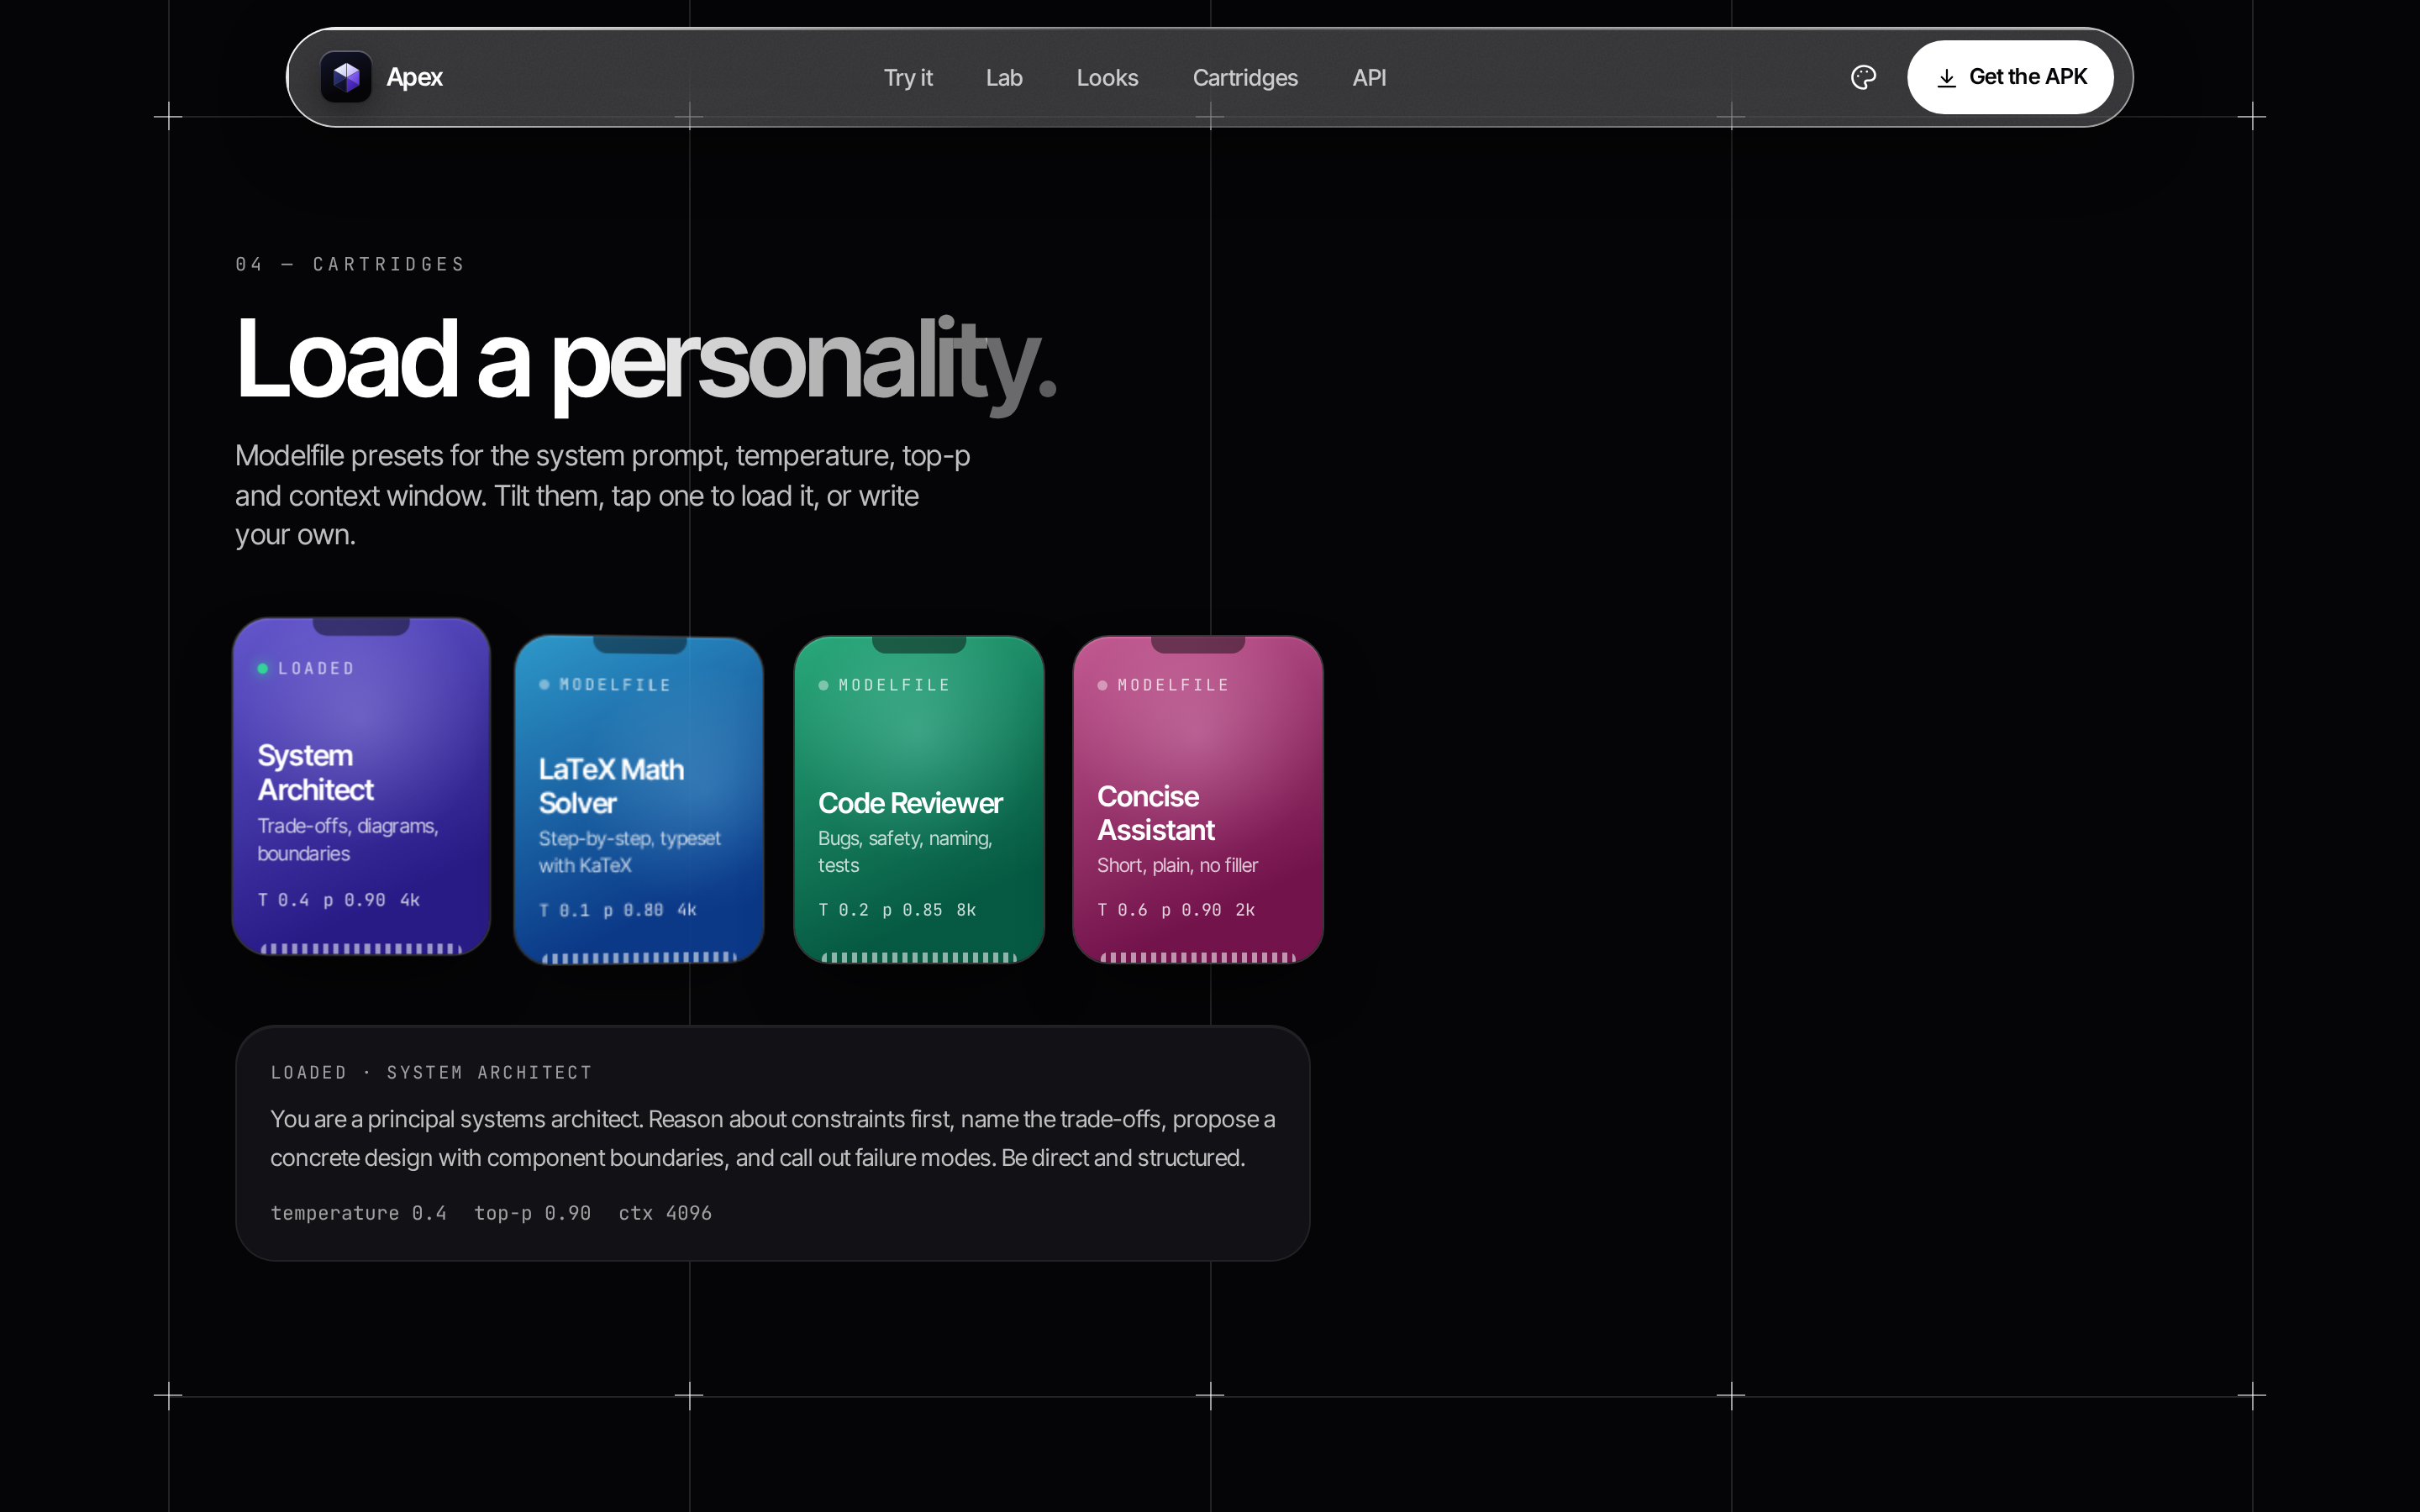 Apex
Try it
Lab
Looks
Cartridges
API
Get the APK
04 — CARTRIDGES
Load a personality.
Modelfile presets for the system prompt, temperature, top-p
and context window. Tilt them, tap one to load it, or write
your own.
LOADED
System
Architect
Trade-offs, diagrams,
boundaries
T 0.4 p 0.90 4k
MODELFILE
LaTeX Math
Solver
Step-by-step, typeset
with KaTeX
T 0.1 p 0.80 4k
MODELFILE
Code Reviewer
Bugs, safety, naming,
tests
T 0.2 p 0.85 8k
MODELFILE
Concise
Assistant
Short, plain, no filler
T 0.6 p 0.90 2k
LOADED · SYSTEM ARCHITECT
You are a principal systems architect. Reason about constraints first, name the trade-offs, propose a
concrete design with component boundaries, and call out failure modes. Be direct and structured.
temperature 0.4 top-p 0.90 ctx 4096